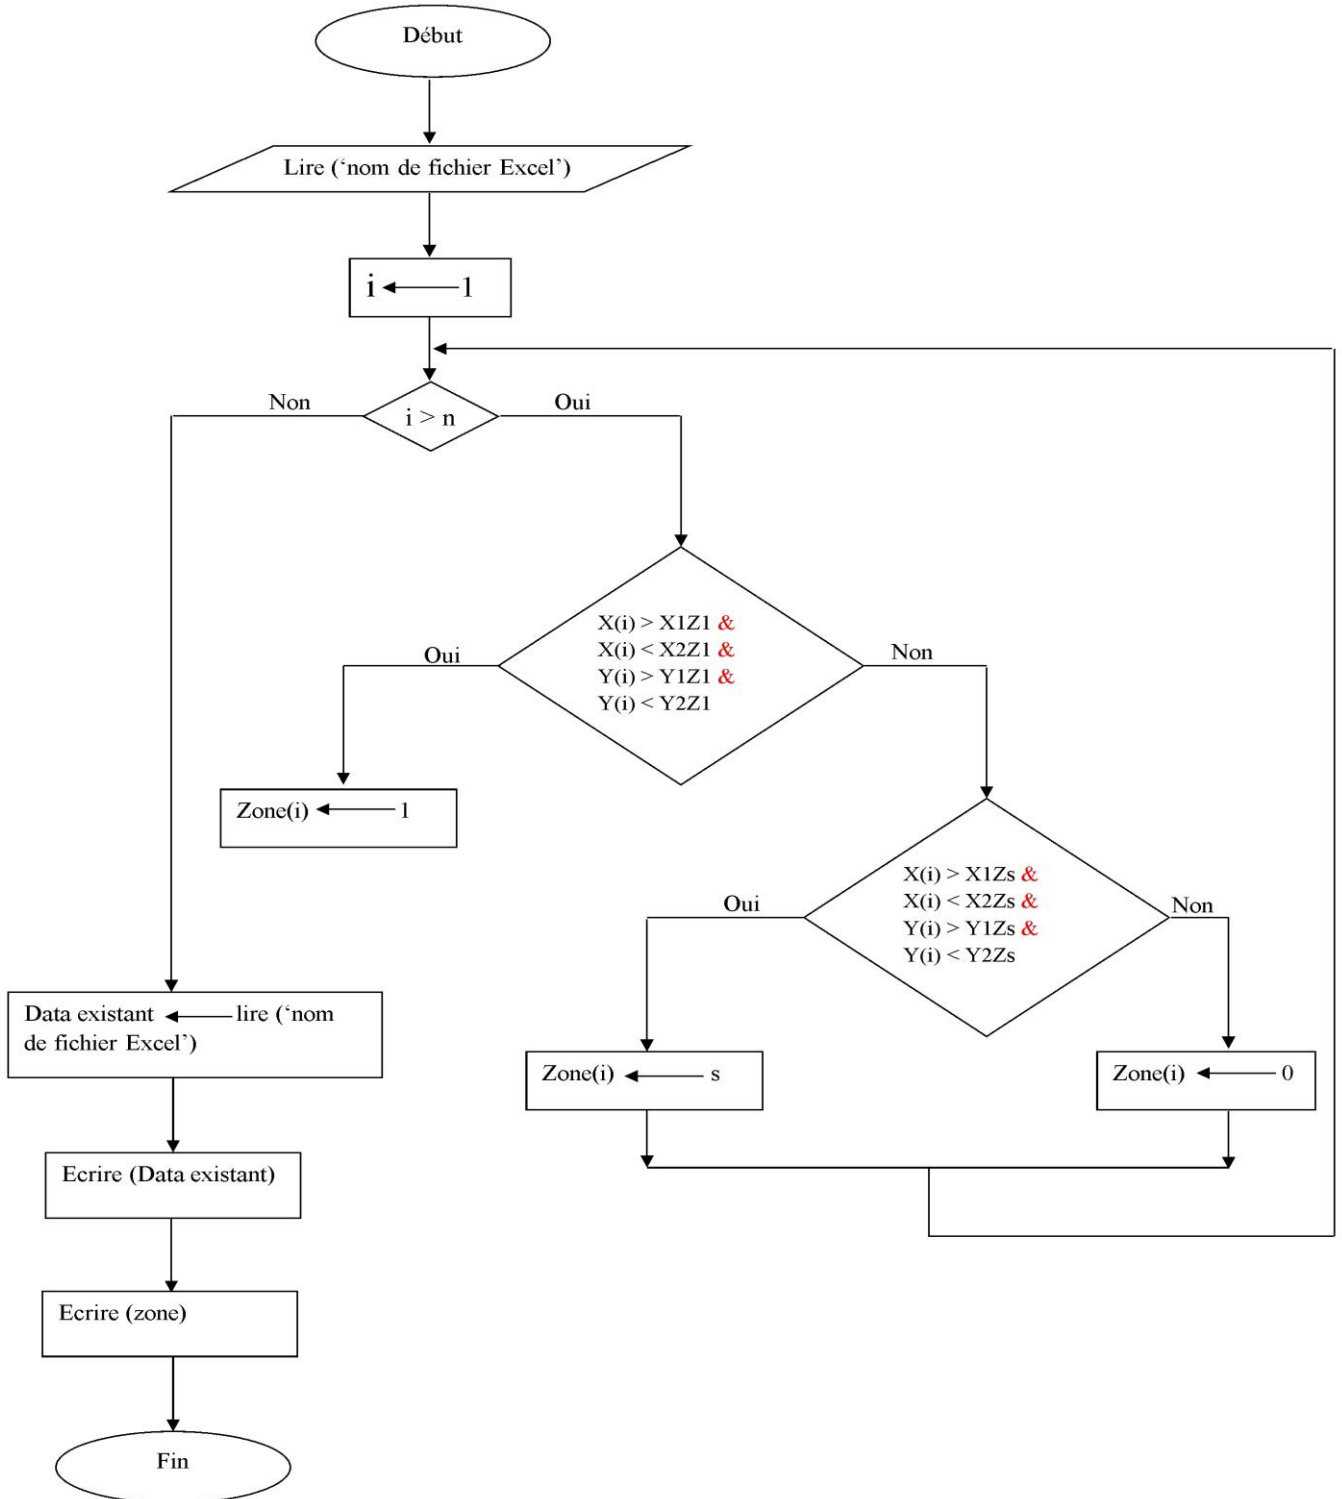 Début
Lire (‘nom de fichier Excel’)
i 1
Non
i > n
Oui
X(i) > X1Z1 &
X(i) < X2Z1 &
Y(i) > Y1Z1 &
Y(i) < Y2Z1
Oui
Non
Zone(i) 1
X(i) > X1Zs &
X(i) < X2Zs &
Y(i) > Y1Zs &
Y(i) < Y2Zs
Oui
Non
Data existant lire (‘nom
de fichier Excel’)
Zone(i) s
Zone(i) 0
Ecrire (Data existant)
Ecrire (zone)
Fin